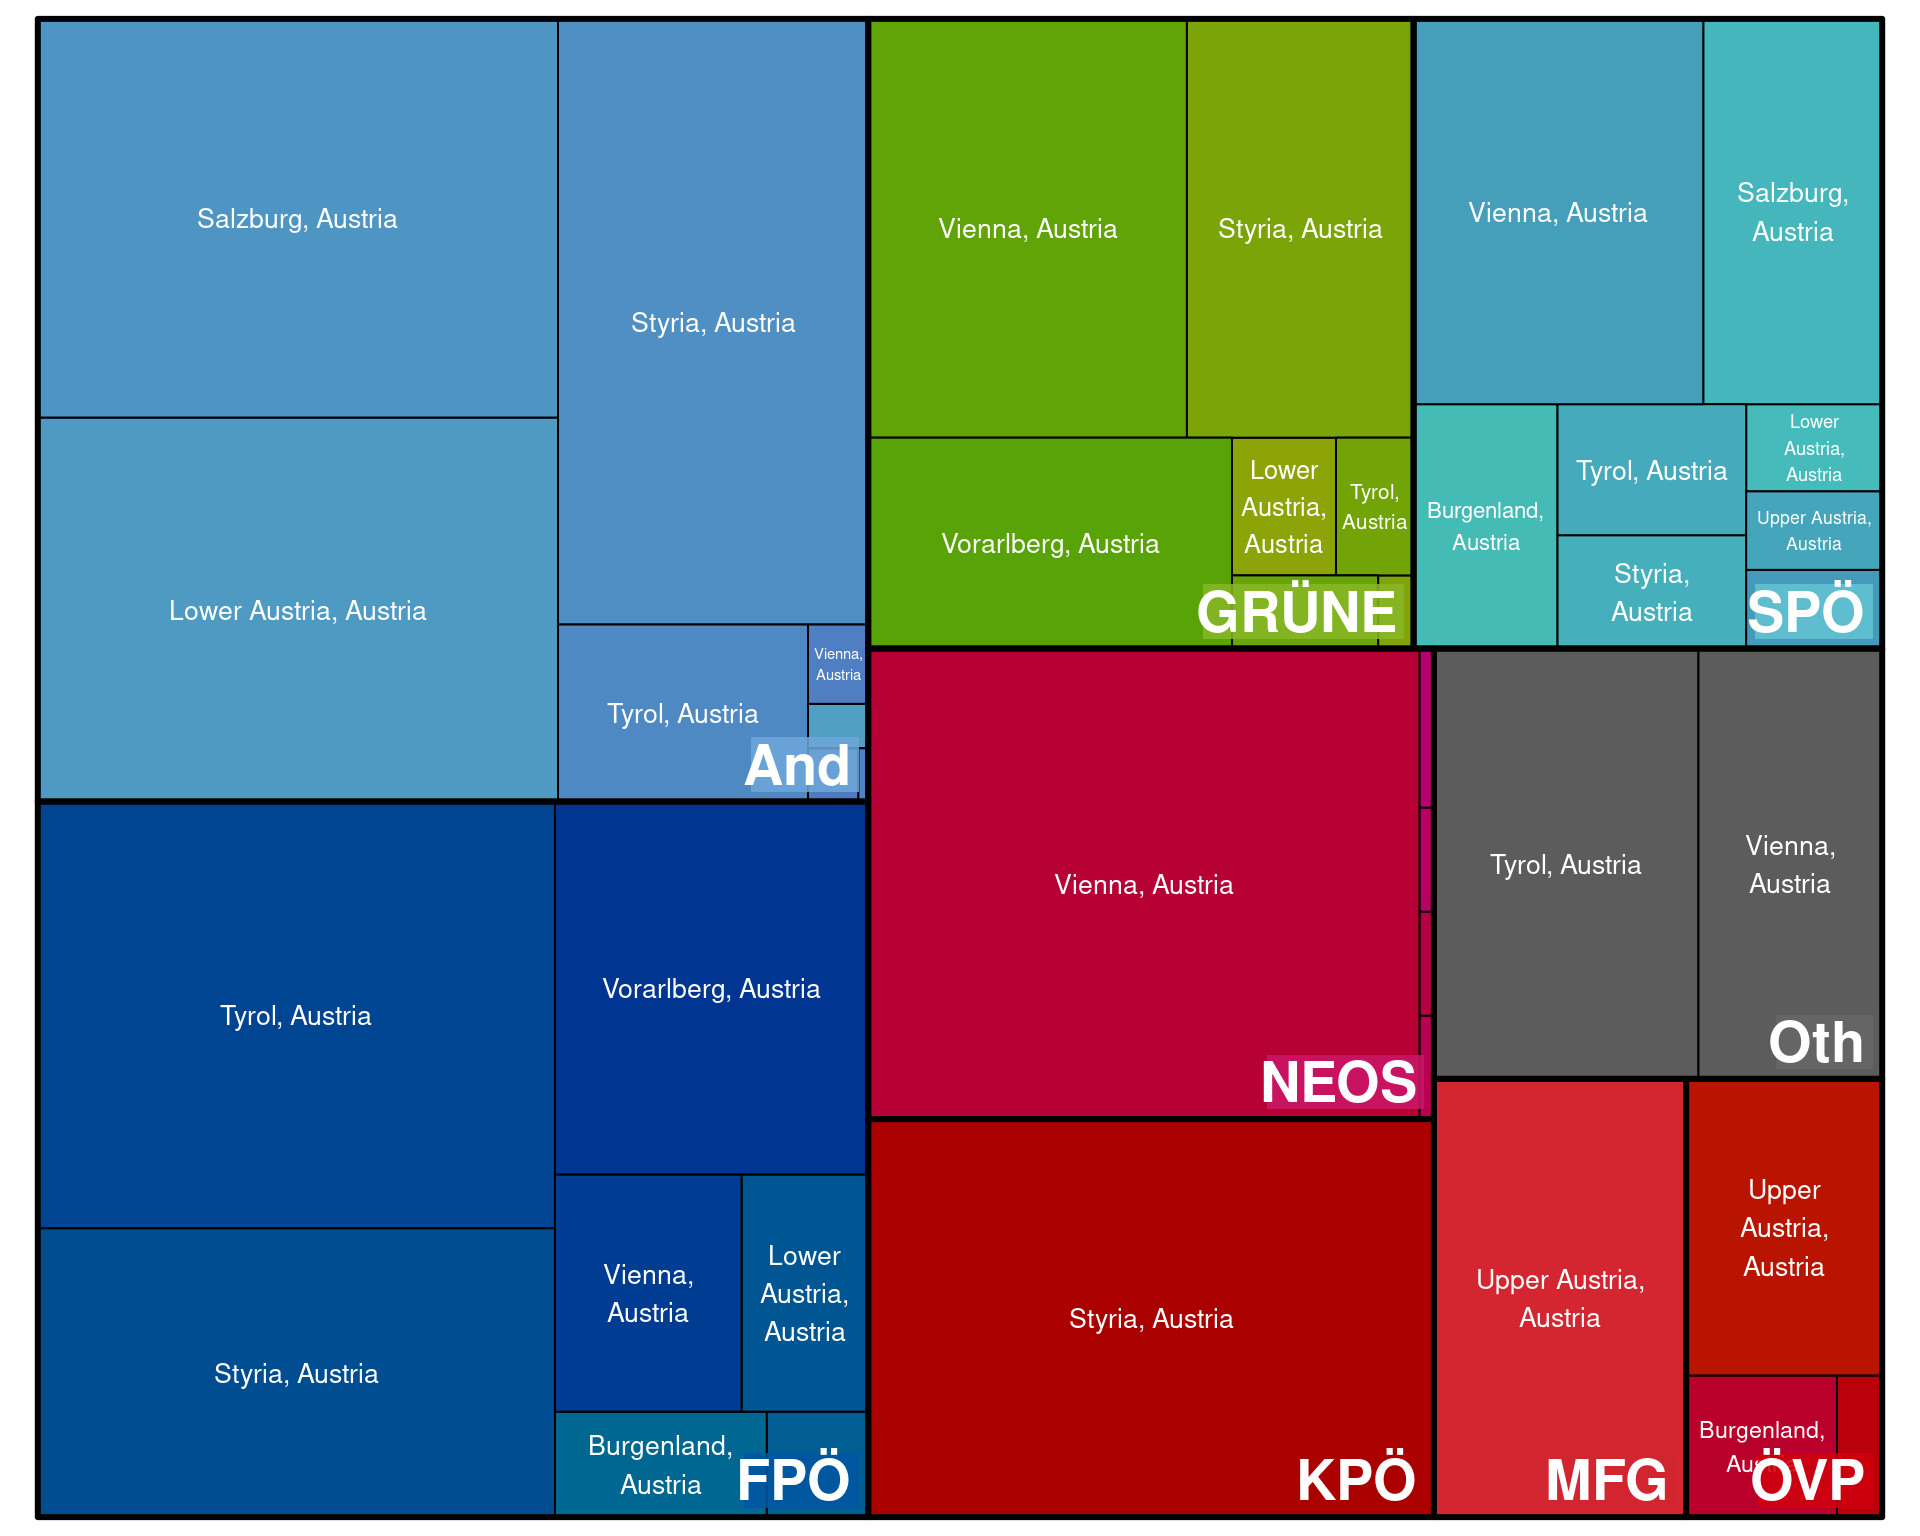 Salzburg, Austria
Lower Austria, Austria
Styria, Austria
Tyrol, Austria
Vienna,
Austria
And
Tyrol, Austria
Styria, Austria
Vorarlberg, Austria
Vienna,
Austria
Lower
Austria,
Austria
Burgenland,
Austria
FPÖ
Vienna, Austria
Styria, Austria
Vorarlberg, Austria
Lower
Austria,
Austria
Tyrol,
Austria
GRÜNE
Vienna, Austria
Salzburg,
Austria
Burgenland,
Austria
Tyrol, Austria
Styria,
Austria
Lower
Austria,
Austria
Upper Austria,
Austria
SPÖ
Vienna, Austria
NEOS
Styria, Austria
KPÖ
Tyrol, Austria
Vienna,
Austria
Oth
Upper Austria,
Austria
MFG
Upper
Austria,
Austria
Burgenland,
Austria
ÖVP